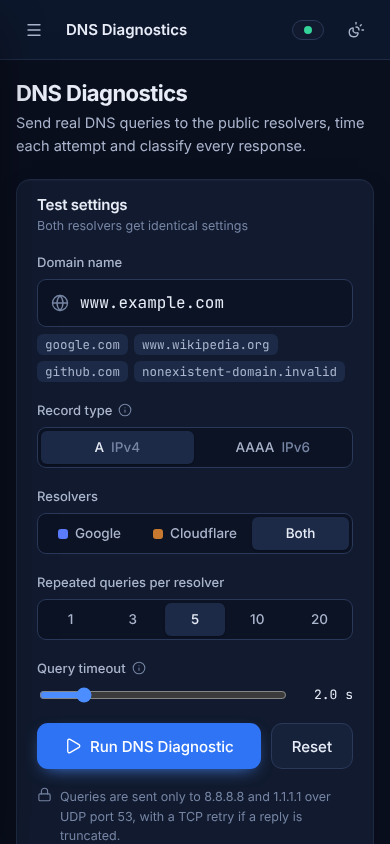 DNS Diagnostics
DNS Diagnostics
Send real DNS queries to the public resolvers, time
each attempt and classify every response.
Test settings
Both resolvers get identical settings
Domain name
www.example.com
google.com www.wikipedia.org
github.com nonexistent-domain.invalid
Record type
A IPv4 AAAA IPv6
Resolvers
Google Cloudflare Both
Repeated queries per resolver
1 3 5 10 20
Query timeout
2.0 s
Run DNS Diagnostic Reset
Queries are sent only to 8.8.8.8 and 1.1.1.1 over
UDP port 53, with a TCP retry if a reply is
truncated.